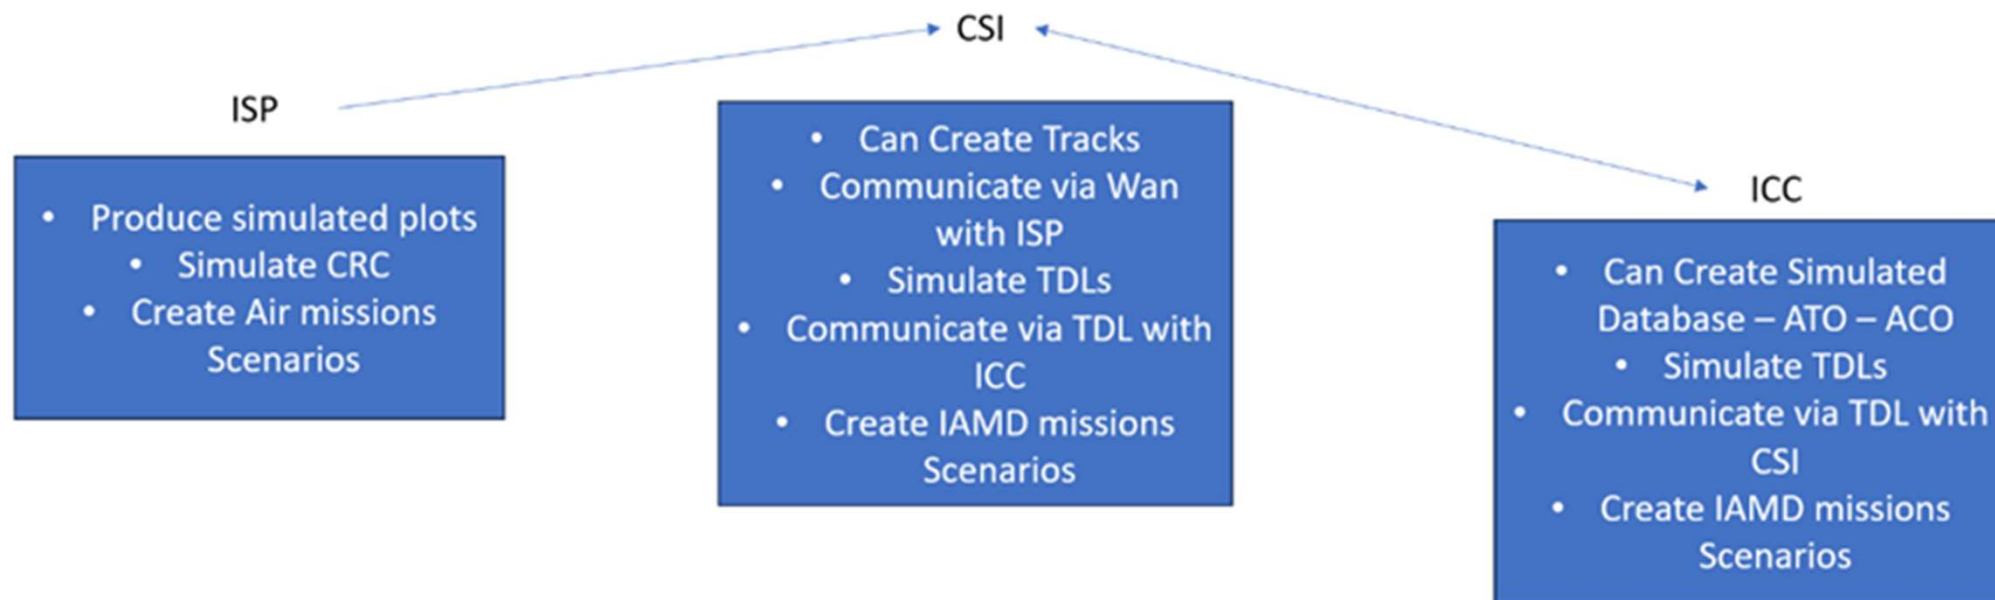 CSI
ISP
• Produce simulated plots
• Simulate CRC
• Create Air missions
Scenarios
• Can Create Tracks
• Communicate via Wan
with ISP
• Simulate TDLs
• Communicate via TDL with
ICC
• Create IAMD missions
Scenarios
ICC
• Can Create Simulated
Database – ATO – ACO
• Simulate TDLs
• Communicate via TDL with
CSI
• Create IAMD missions
Scenarios